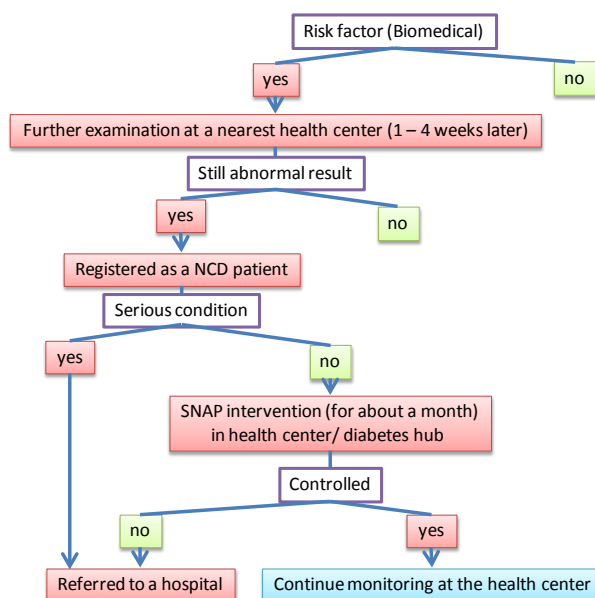 Risk factor (Biomedical)
yes
no
Further examination at a nearest health center (1 – 4 weeks later)
Still abnormal result
yes
no
Registered as a NCD patient
Serious condition
yes
no
SNAP intervention (for about a month)
in health center/ diabetes hub
Controlled
no
yes
Referred to a hospital
Continue monitoring at the health center